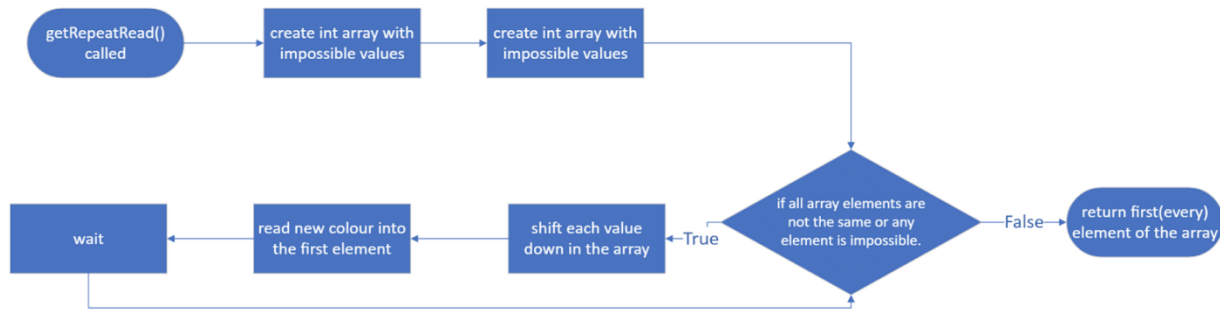 getRepeatRead()
called
create int array with
impossible values
create int array with
impossible values
if all array elements are
not the same or any
element is impossible.
False
return first(every)
element of the array
True
shift each value
down in the array
read new colour into
the first element
wait